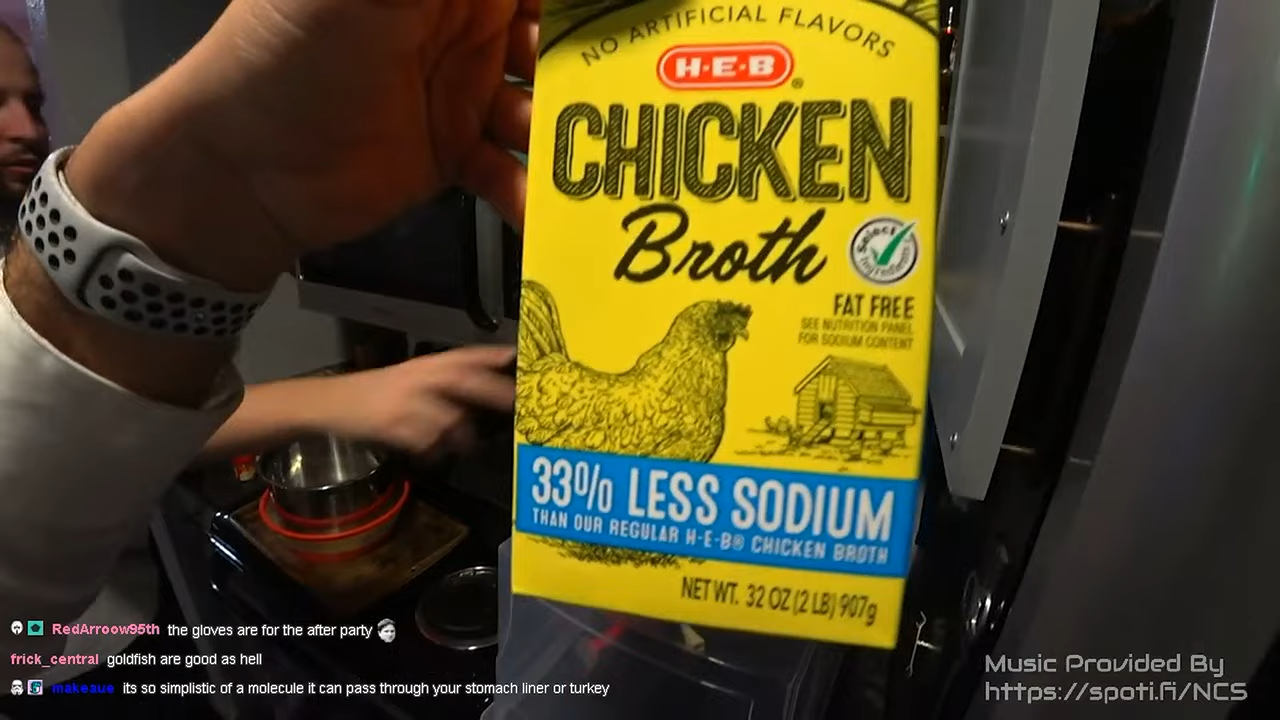 NO ARTIFICIAL FLAVORS
H-E-B
CHICKEN
Broth
Select Ingredients
FAT FREE
SEE NUTRITION PANEL
FOR SODIUM CONTENT
33% LESS SODIUM
THAN OUR REGULAR H-E-B® CHICKEN BROTH
NET WT. 32 OZ (2 LB) 907g
RedArroow95th the gloves are for the after party
frick_central goldfish are good as hell
makeaue its so simplistic of a molecule it can pass through your stomach liner or turkey
Music Provided By
https://spoti.fi/NCS